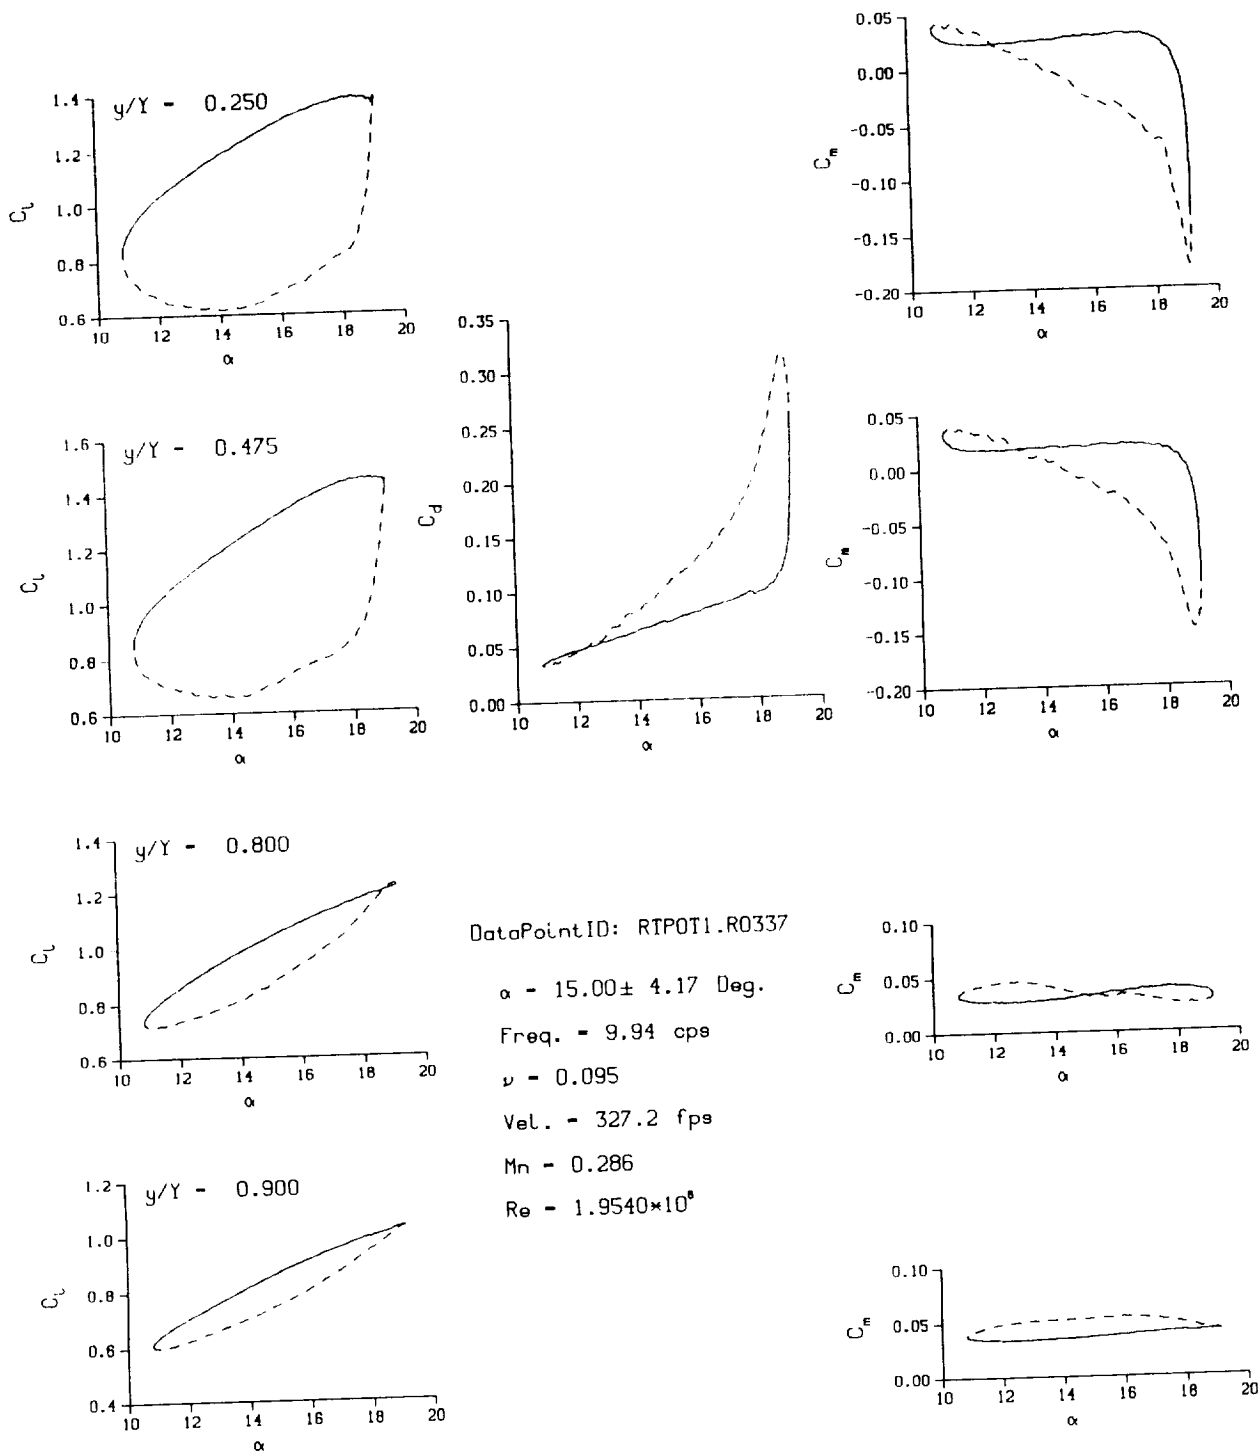 y/Y - 0.250
1.4
1.2
1.0
0.8
0.6
C_l
10 12 14 16 18 20
α
0.05
0.00
-0.05
-0.10
-0.15
-0.20
C_m
10 12 14 16 18 20
α
y/Y - 0.475
1.6
1.4
1.2
1.0
0.8
0.6
C_l
10 12 14 16 18 20
α
0.35
0.30
0.25
0.20
0.15
0.10
0.05
0.00
C_d
10 12 14 16 18 20
α
0.05
0.00
-0.05
-0.10
-0.15
-0.20
C_m
10 12 14 16 18 20
α
y/Y - 0.800
1.4
1.2
1.0
0.8
0.6
C_l
10 12 14 16 18 20
α
DataPointID: RTPOT1.R0337
α - 15.00± 4.17 Deg.
Freq. - 9.94 cps
ν - 0.095
Vel. - 327.2 fps
Mn - 0.286
Re - 1.9540*10⁶
0.10
0.05
0.00
C_m
10 12 14 16 18 20
α
y/Y - 0.900
1.2
1.0
0.8
0.6
0.4
C_l
10 12 14 16 18 20
α
0.10
0.05
0.00
C_m
10 12 14 16 18 20
α